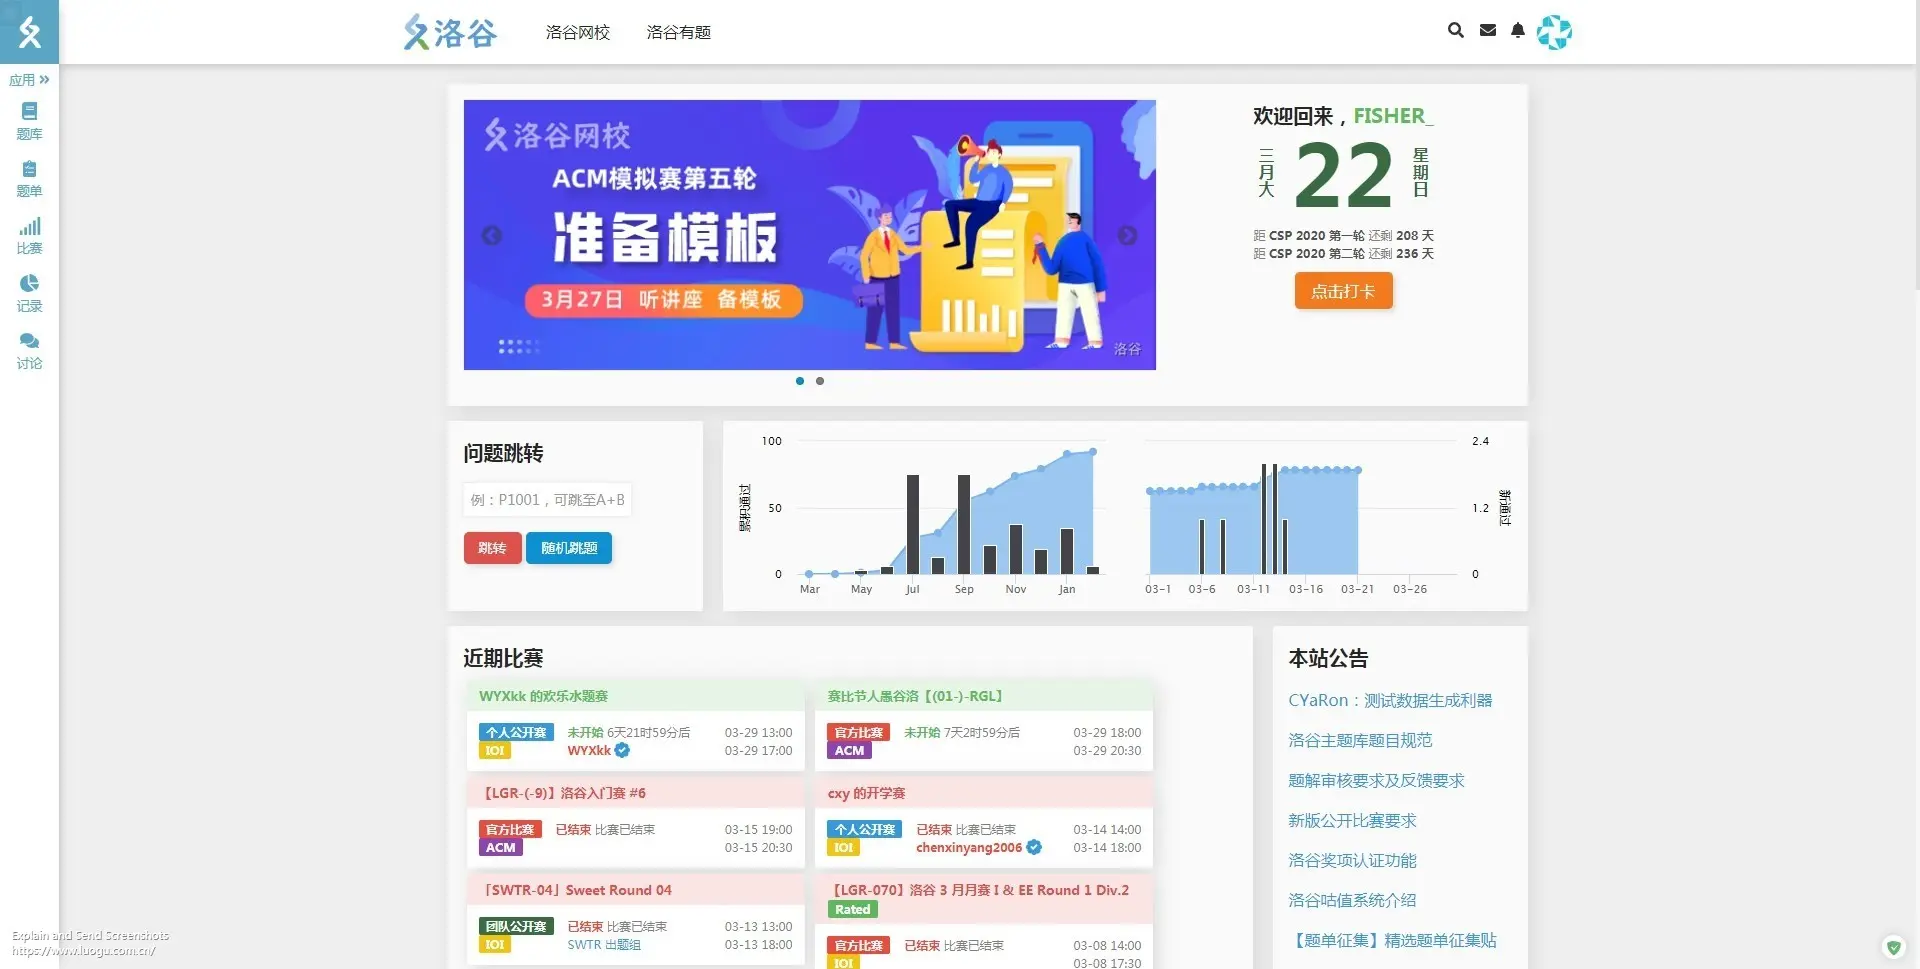 洛谷
洛谷网校
洛谷有题
应用
题库
题单
比赛
记录
讨论
洛谷网校
ACM模拟赛第五轮
准备模板
3月27日 听讲座 备模板
洛谷
欢迎回来，FISHER_
三月大
22
星期日
距 CSP 2020 第一轮 还剩 208 天
距 CSP 2020 第二轮 还剩 236 天
点击打卡
问题跳转
例：P1001，可跳至A+B
跳转 随机跳题
累积通过
100
50
0
Mar May Jul Sep Nov Jan
03-1 03-6 03-11 03-16 03-21 03-26
2.4
1.2
0
新通过
近期比赛
WYXkk 的欢乐水题赛
个人公开赛 未开始 6天21时59分后 03-29 13:00
IOI WYXkk 03-29 17:00
赛比节人愚谷洛【(01-)-RGL】
官方比赛 未开始 7天2时59分后 03-29 18:00
ACM 03-29 20:30
【LGR-(-9)】洛谷入门赛 #6
官方比赛 已结束 比赛已结束 03-15 19:00
ACM 03-15 20:30
cxy 的开学赛
个人公开赛 已结束 比赛已结束 03-14 14:00
IOI chenxinyang2006 03-14 18:00
「SWTR-04」Sweet Round 04
团队公开赛 已结束 比赛已结束 03-13 13:00
IOI SWTR 出题组 03-13 18:00
【LGR-070】洛谷 3 月月赛 I & EE Round 1 Div.2
Rated
官方比赛 已结束 比赛已结束 03-08 14:00
IOI 03-08 17:30
本站公告
CYaRon：测试数据生成利器
洛谷主题库题目规范
题解审核要求及反馈要求
新版公开比赛要求
洛谷奖项认证功能
洛谷咕值系统介绍
【题单征集】精选题单征集贴
Explain and Send Screenshots
https://www.luogu.com.cn/